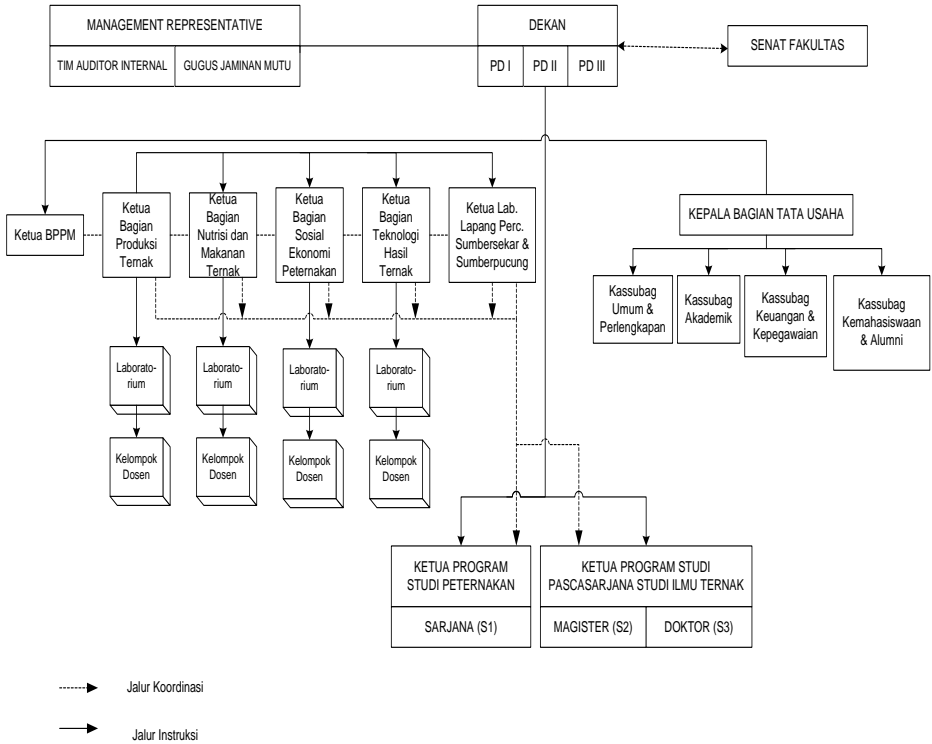 MANAGEMENT REPRESENTATIVE
TIM AUDITOR INTERNAL
GUGUS JAMINAN MUTU
DEKAN
PD I
PD II
PD III
SENAT FAKULTAS
Ketua BPPM
Ketua
Bagian
Produksi
Ternak
Ketua
Bagian
Nutrisi dan
Makanan
Ternak
Ketua
Bagian
Sosial
Ekonomi
Peternakan
Ketua
Bagian
Teknologi
Hasil
Ternak
Ketua Lab.
Lapang Perc.
Sumbersekar &
Sumberpucung
KEPALA BAGIAN TATA USAHA
Kassubag
Umum &
Perlengkapan
Kassubag
Akademik
Kassubag
Keuangan &
Kepegawaian
Kassubag
Kemahasiswaan
& Alumni
Laborato-
rium
Laborato-
rium
Laborato-
rium
Laborato-
rium
Kelompok
Dosen
Kelompok
Dosen
Kelompok
Dosen
Kelompok
Dosen
KETUA PROGRAM
STUDI PETERNAKAN
SARJANA (S1)
KETUA PROGRAM STUDI
PASCASARJANA STUDI ILMU TERNAK
MAGISTER (S2)
DOKTOR (S3)
Jalur Koordinasi
Jalur Instruksi